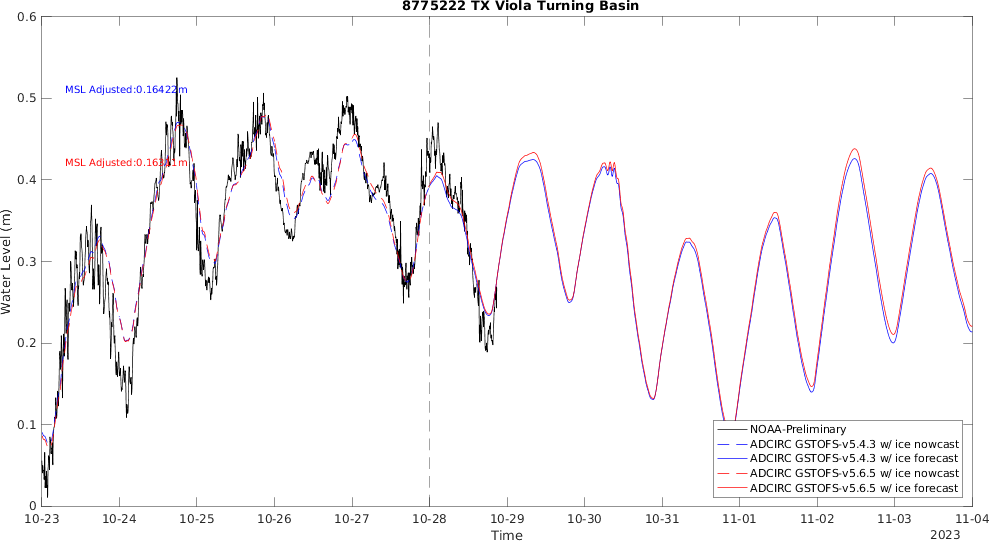 8775222 TX Viola Turning Basin
0.6
0.5
0.4
0.3
0.2
0.1
0
Water Level (m)
MSL Adjusted:0.16422m
MSL
NOAA-Preliminary
ADCIRC GSTOFS-v5.4.3 w/ ice nowcast
ADCIRC GSTOFS-v5.4.3 w/ ice forecast
ADCIRC GSTOFS-v5.6.5 w/ ice nowcast
ADCIRC GSTOFS-v5.6.5 w/ ice forecast
10-23 10-24 10-25 10-26 10-27 10-28 10-29 10-30 10-31 11-01 11-02 11-03 11-04
Time
2023